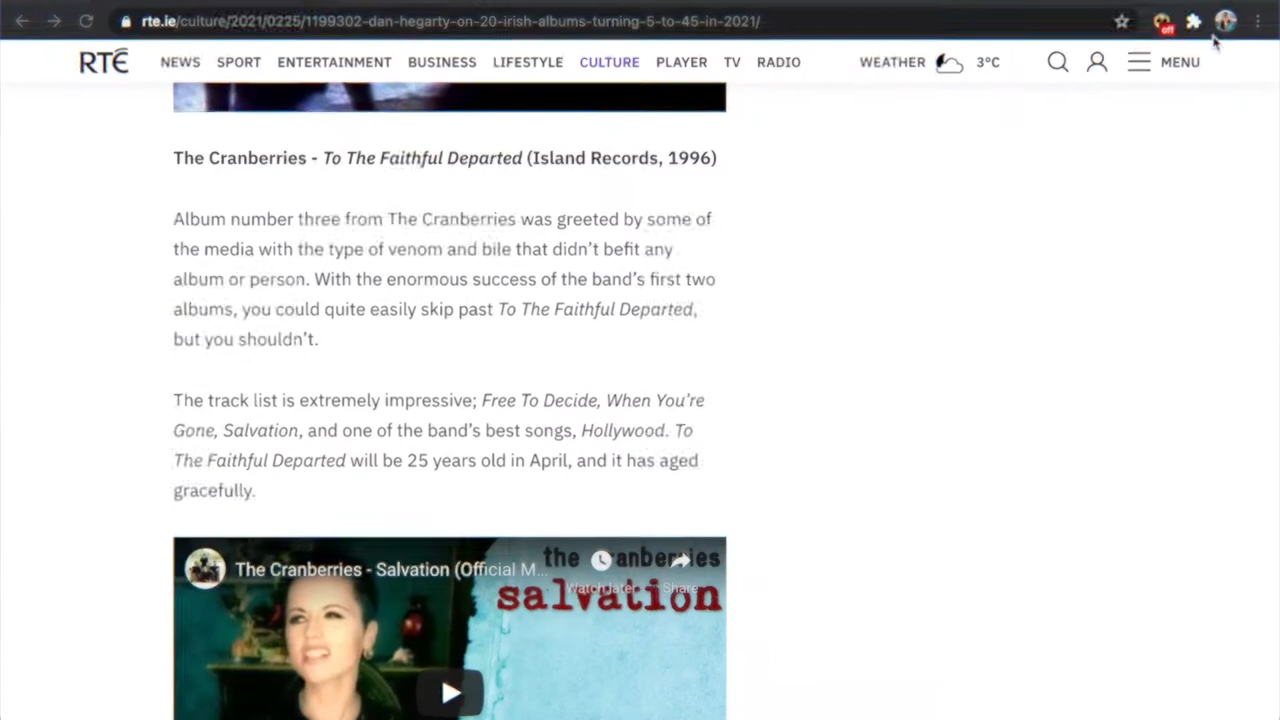 rte.ie/culture/2021/0225/1199302-dan-hegarty-on-20-irish-albums-turning-5-to-45-in-2021/
off
RTÉ NEWS SPORT ENTERTAINMENT BUSINESS LIFESTYLE CULTURE PLAYER TV RADIO WEATHER 3°C MENU
The Cranberries - To The Faithful Departed (Island Records, 1996)
Album number three from The Cranberries was greeted by some of
the media with the type of venom and bile that didn't befit any
album or person. With the enormous success of the band's first two
albums, you could quite easily skip past To The Faithful Departed,
but you shouldn't.
The track list is extremely impressive; Free To Decide, When You're
Gone, Salvation, and one of the band's best songs, Hollywood. To
The Faithful Departed will be 25 years old in April, and it has aged
gracefully.
The Cranberries - Salvation (Official M...
the cranberries
Watch later Share
salvation